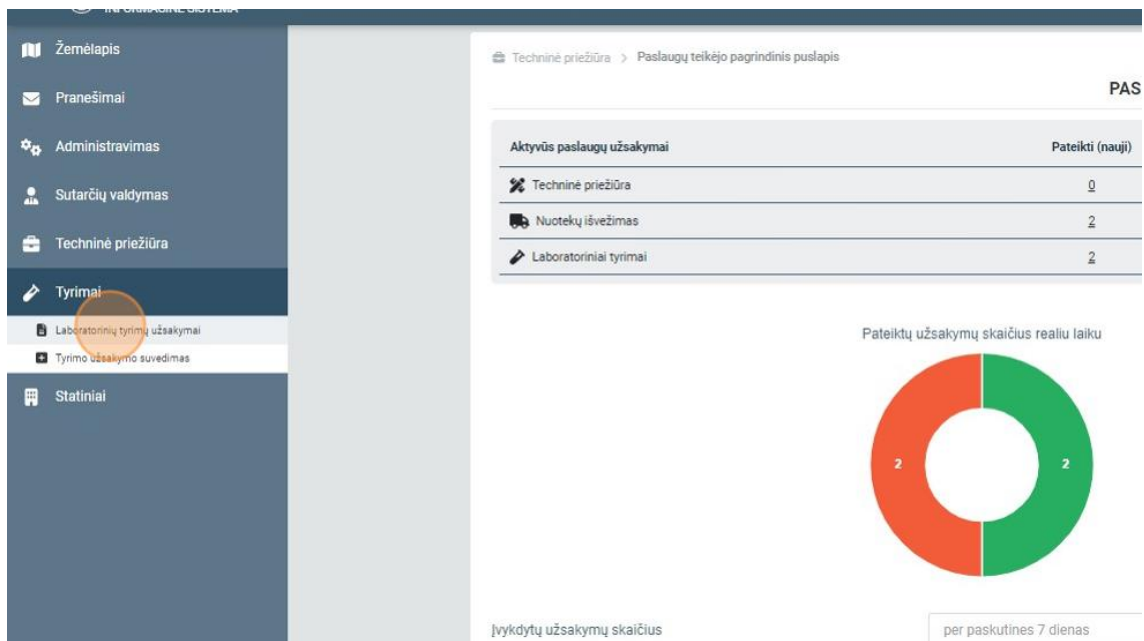 Žemėlapis
Pranešimai
Administravimas
Sutarčių valdymas
Techninė priežiūra
Tyrimai
Laboratorinių tyrimų užsakymai
Tyrimo užsakymo suvedimas
Statiniai
Techninė priežiūra > Paslaugų teikėjo pagrindinis puslapis
PAS
Aktyvūs paslaugų užsakymai Pateikti (nauji)
Techninė priežiūra 0
Nuotekų išvežimas 2
Laboratoriniai tyrimai 2
Pateiktų užsakymų skaičius realiu laiku
2 2
Įvykdytų užsakymų skaičius per paskutines 7 dienas